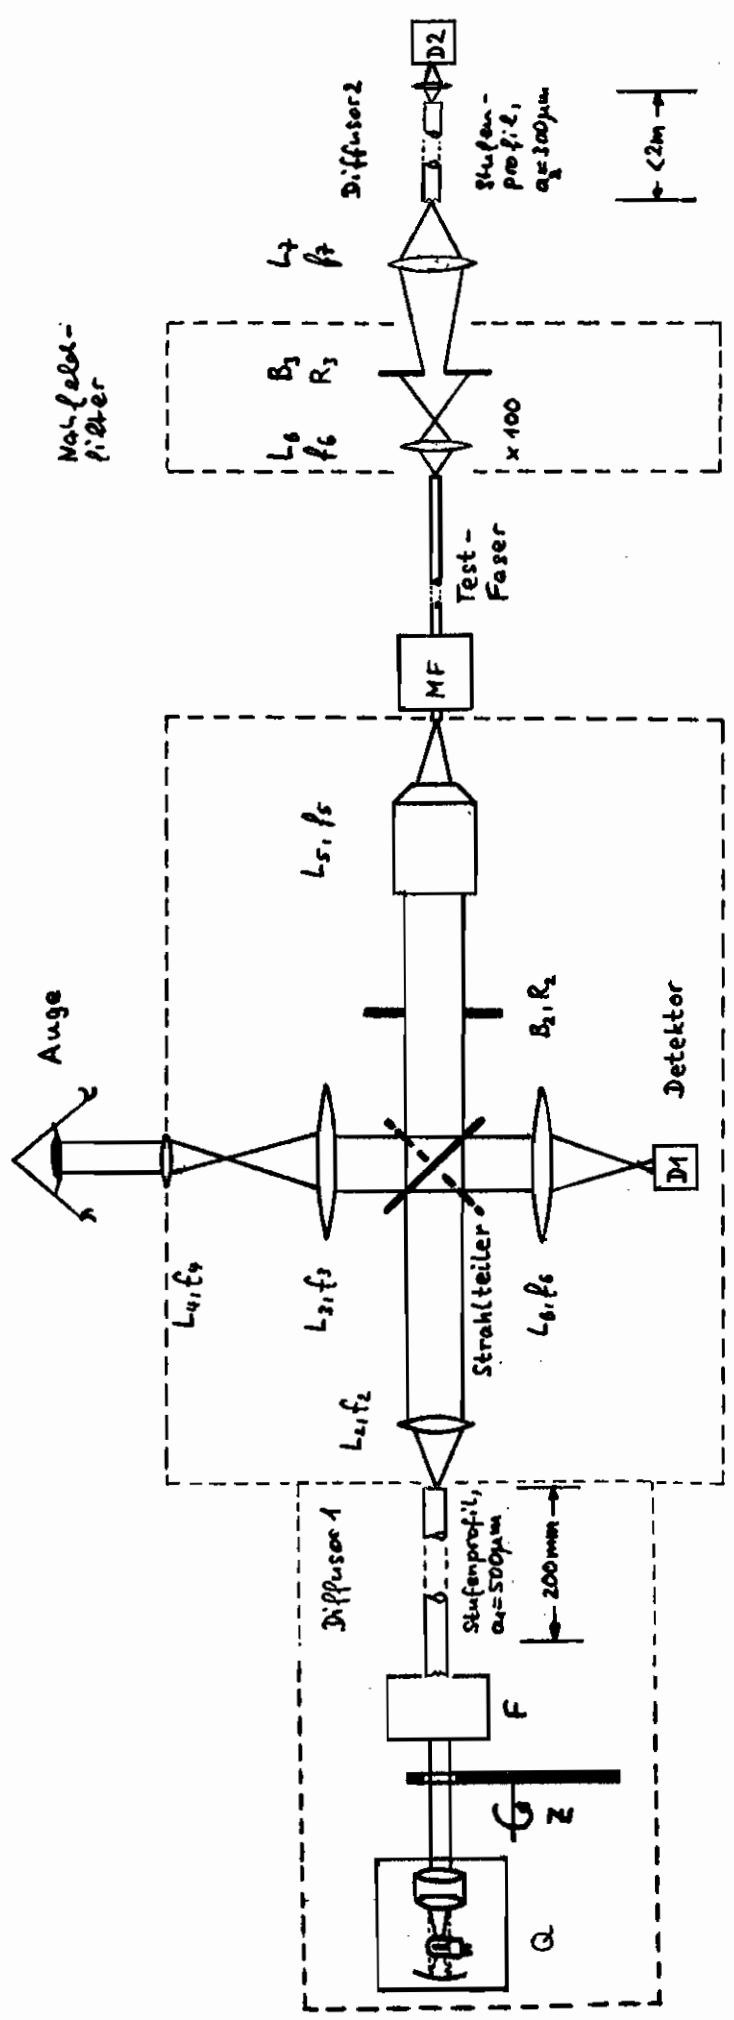 Q
Z
F
Diffusor 1
Stufenprofil,
a₁=500µm
200mm
L₂, f₂
Strahlteiler
L₃, f₃
L₄, f₄
Auge
L₆, f₆
D1
Detektor
B₂, R₂
L₅, f₅
MF
Test-
Faser
Nahfeld-
filter
L₆
f₆
x100
B₃
R₃
L₇
f₇
Diffusor 2
Stufen-
profil,
a₂=300µm
<2m
D2